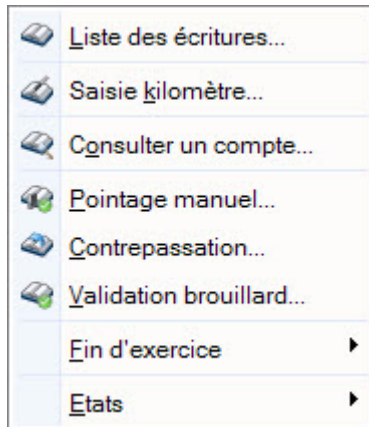 Liste des écritures...
Saisie kilomètre...
Consulter un compte...
Pointage manuel...
Contrepassation...
Validation brouillard...
Fin d'exercice
Etats